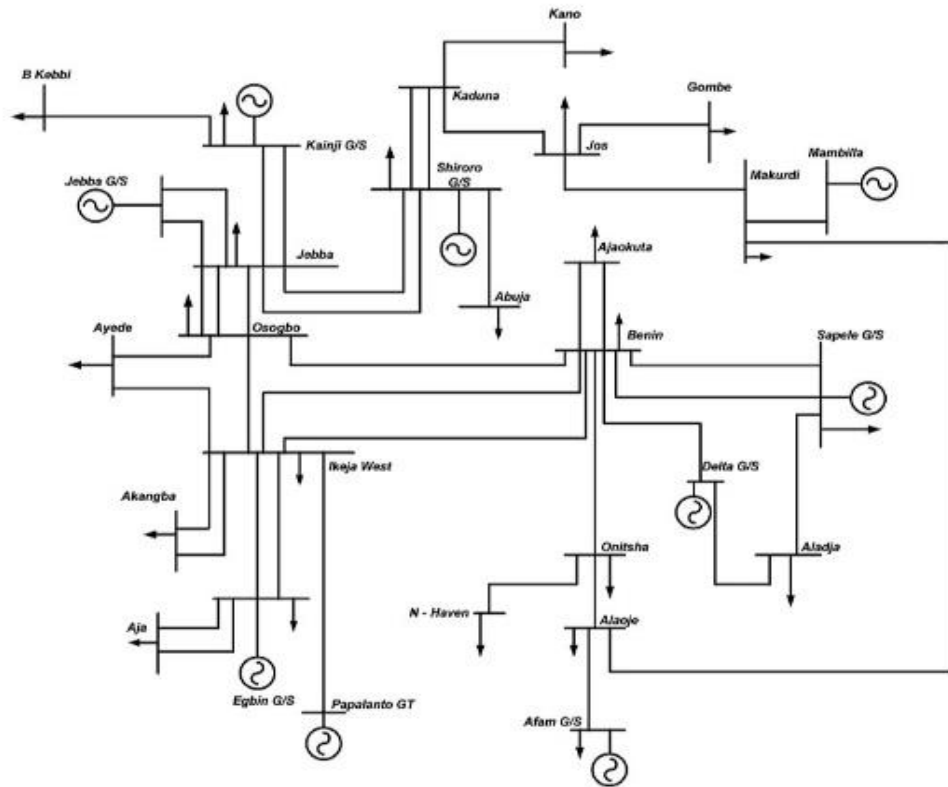 Kano
B Kebbi
Kaduna
Gombe
Kainji G/S
Jos
Shiroro
G/S
Makurdi
Mambilla
Jebba G/S
Jebba
Ajaokuta
Abuja
Ayede
Osogbo
Benin
Sapele G/S
Ikeja West
Delta G/S
Akangba
Onitsha
Aladja
N - Haven
Alaoje
Aja
Egbin G/S
Papalanto GT
Afam G/S